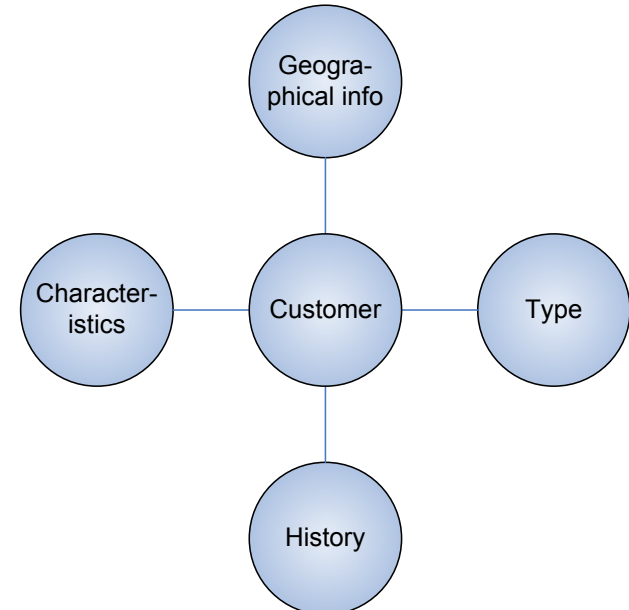 Geogra-
phical info
Character-
istics
Customer
Type
History